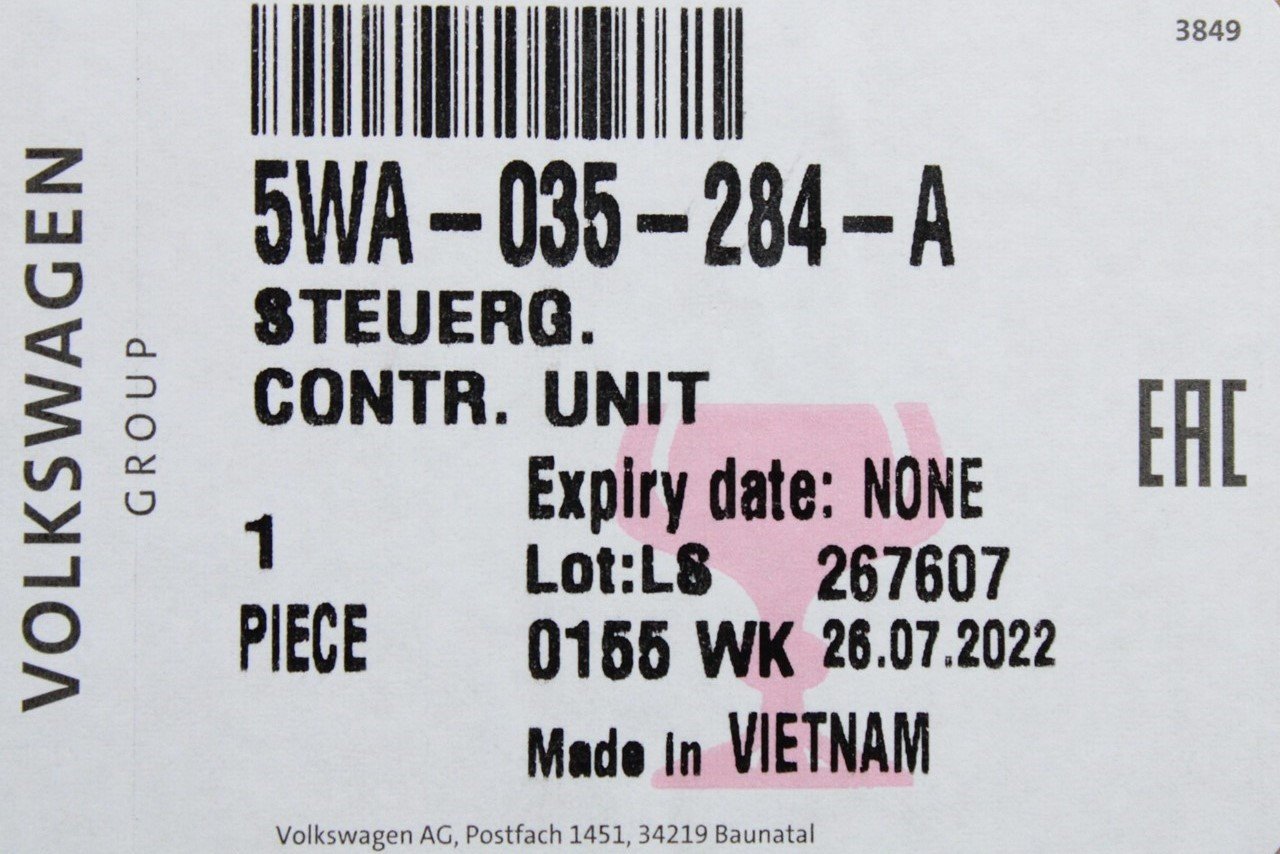 3849
VOLKSWAGEN
GROUP
5WA-035-284-A
STEUERG.
CONTR. UNIT
EAC
Expiry date: NONE
1
Lot:LS 267607
PIECE
0155 WK 26.07.2022
Made in VIETNAM
Volkswagen AG, Postfach 1451, 34219 Baunatal